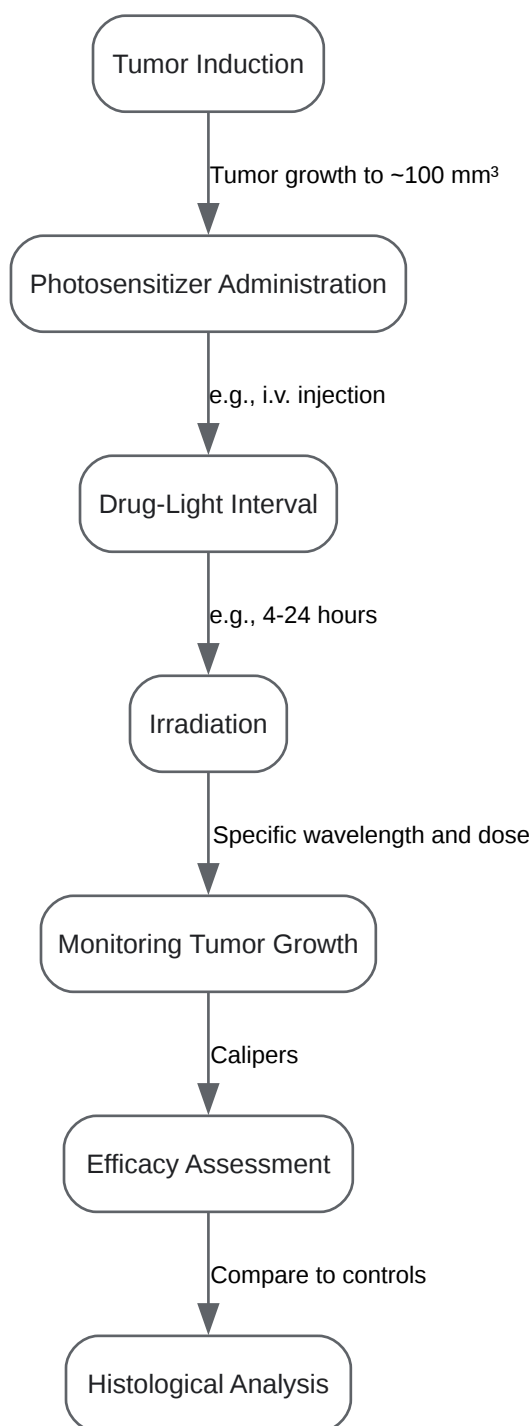 Tumor Induction
Tumor growth to ~100 mm³
Photosensitizer Administration
e.g., i.v. injection
Drug-Light Interval
e.g., 4-24 hours
Irradiation
Specific wavelength and dose
Monitoring Tumor Growth
Calipers
Efficacy Assessment
Compare to controls
Histological Analysis